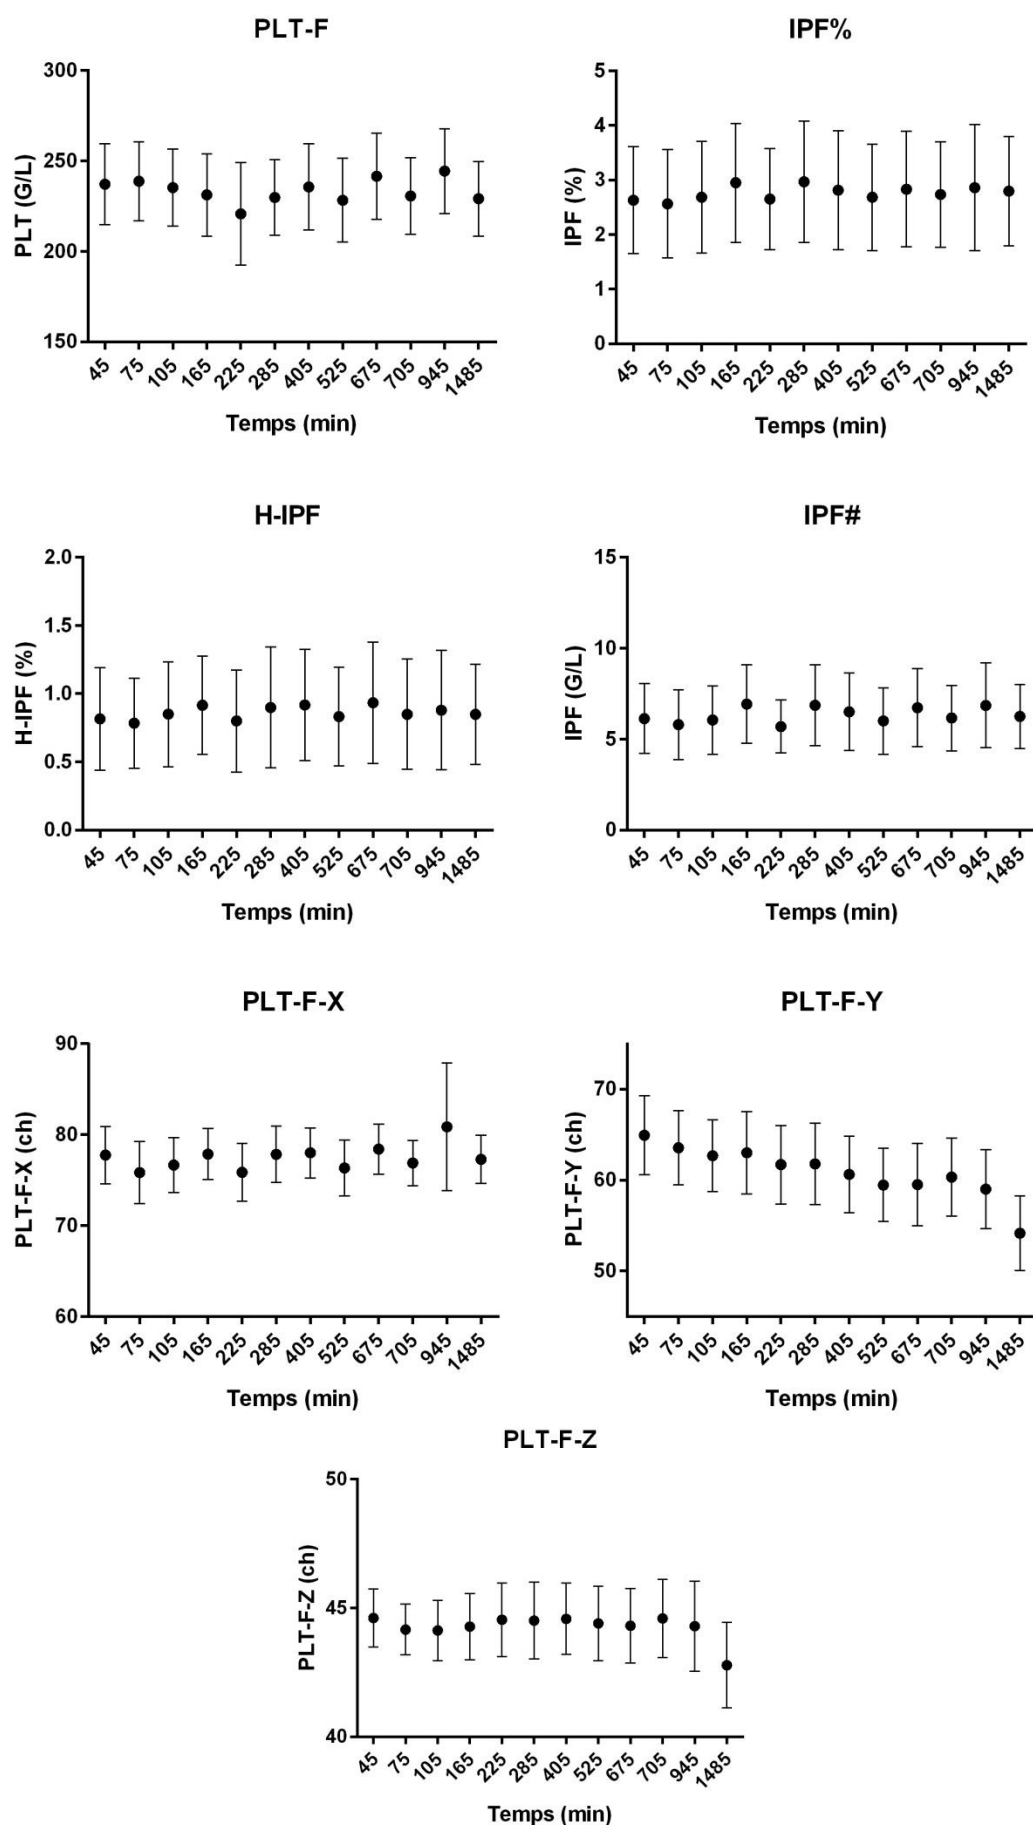 PLT-F
PLT (G/L)
300
250
200
150
45 75 105 165 225 285 405 525 675 705 945 1485
Temps (min)
IPF%
IPF (%)
5
4
3
2
1
0
45 75 105 165 225 285 405 525 675 705 945 1485
Temps (min)
H-IPF
H-IPF (%)
2.0
1.5
1.0
0.5
0.0
45 75 105 165 225 285 405 525 675 705 945 1485
Temps (min)
IPF#
IPF (G/L)
15
10
5
0
45 75 105 165 225 285 405 525 675 705 945 1485
Temps (min)
PLT-F-X
PLT-F-X (ch)
90
80
70
60
45 75 105 165 225 285 405 525 675 705 945 1485
Temps (min)
PLT-F-Y
PLT-F-Y (ch)
70
60
50
45 75 105 165 225 285 405 525 675 705 945 1485
Temps (min)
PLT-F-Z
PLT-F-Z (ch)
50
45
40
45 75 105 165 225 285 405 525 675 705 945 1485
Temps (min)